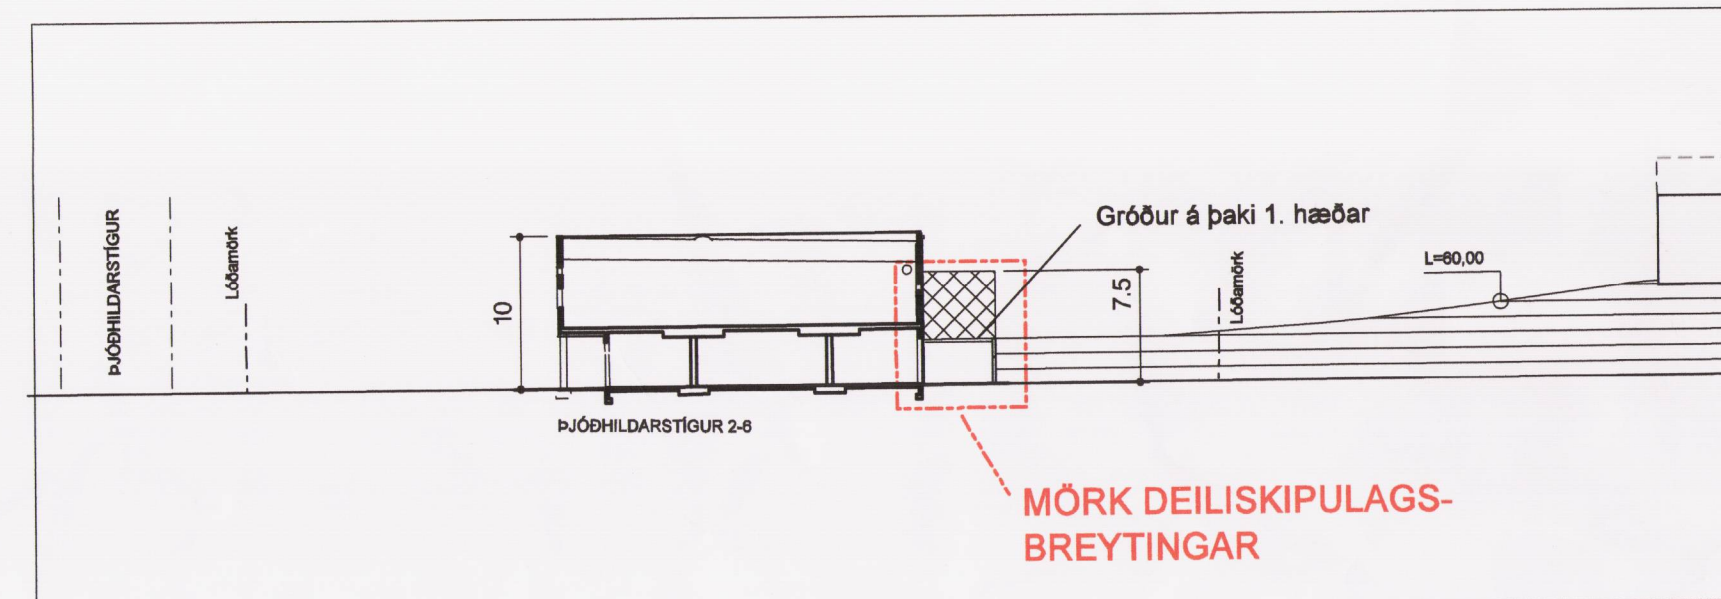 ÞJÓÐHILDARSTÍGUR
Lóðamörk
10
ÞJÓÐHILDARSTÍGUR 2-6
Gróður á þaki 1. hæðar
7.5
Lóðamörk
L=60,00
MÖRK DEILISKIPULAGS-
BREYTINGAR